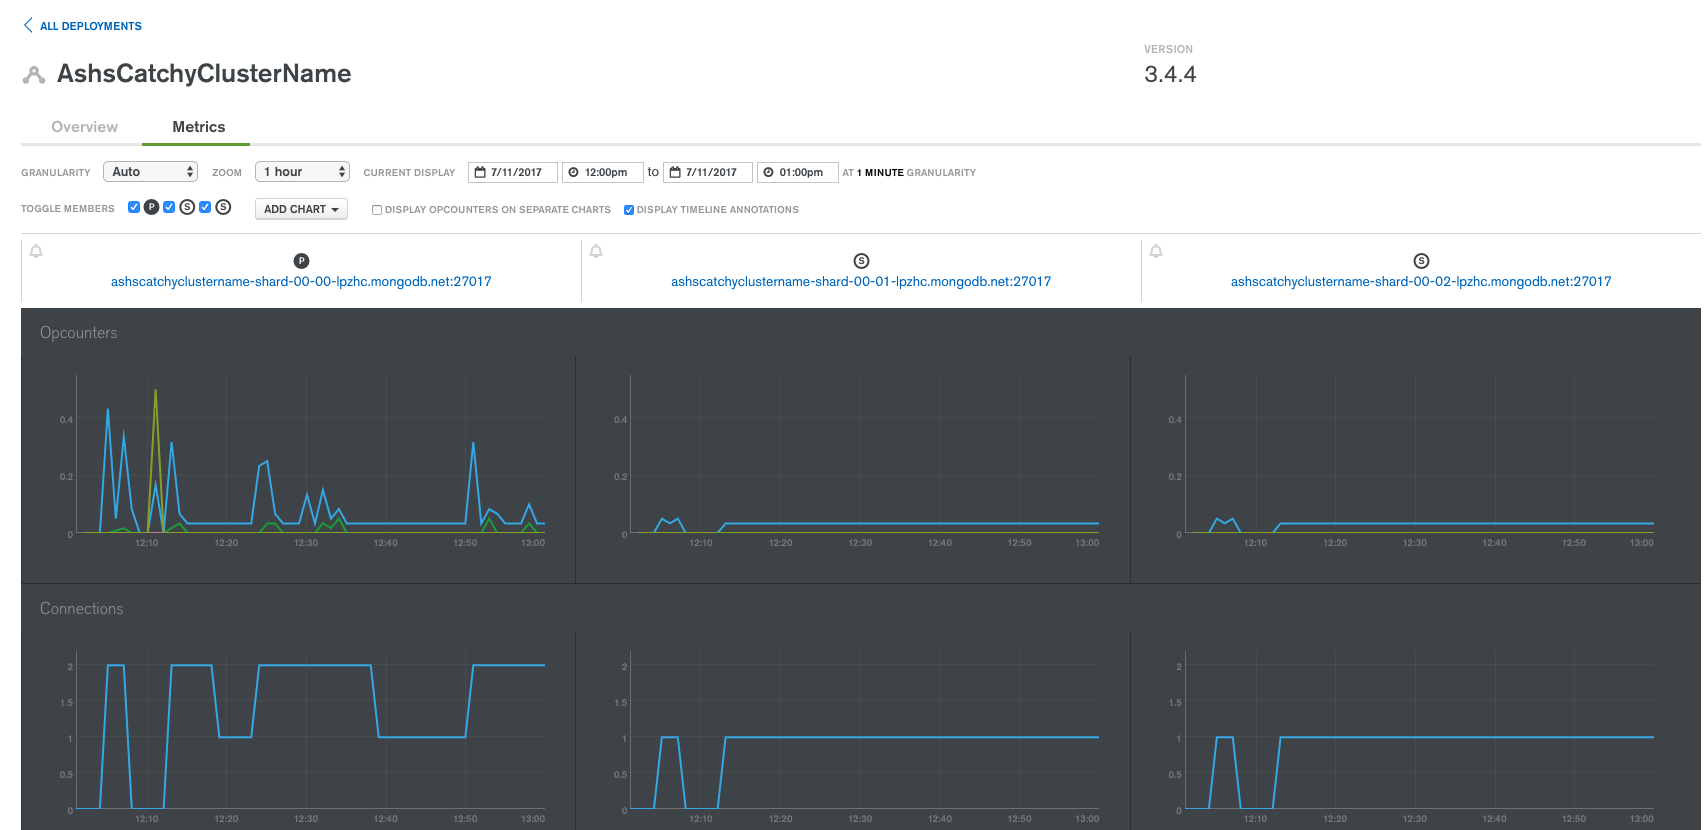 ALL DEPLOYMENTS
VERSION
AshsCatchyClusterName
3.4.4
Overview Metrics
GRANULARITY Auto ZOOM 1 hour CURRENT DISPLAY 7/11/2017 12:00pm to 7/11/2017 01:00pm AT 1 MINUTE GRANULARITY
TOGGLE MEMBERS P S S ADD CHART DISPLAY OPCOUNTERS ON SEPARATE CHARTS DISPLAY TIMELINE ANNOTATIONS
P S S
ashscatchyclustername-shard-00-00-lpzhc.mongodb.net:27017 ashscatchyclustername-shard-00-01-lpzhc.mongodb.net:27017 ashscatchyclustername-shard-00-02-lpzhc.mongodb.net:27017
Opcounters
0.4 0.4 0.4
0.2 0.2 0.2
0 0 0
12:10 12:20 12:30 12:40 12:50 13:00 12:10 12:20 12:30 12:40 12:50 13:00 12:10 12:20 12:30 12:40 12:50 13:00
Connections
2 2 2
1.5 1.5 1.5
1 1 1
0.5 0.5 0.5
0 0 0
12:10 12:20 12:30 12:40 12:50 13:00 12:10 12:20 12:30 12:40 12:50 13:00 12:10 12:20 12:30 12:40 12:50 13:00